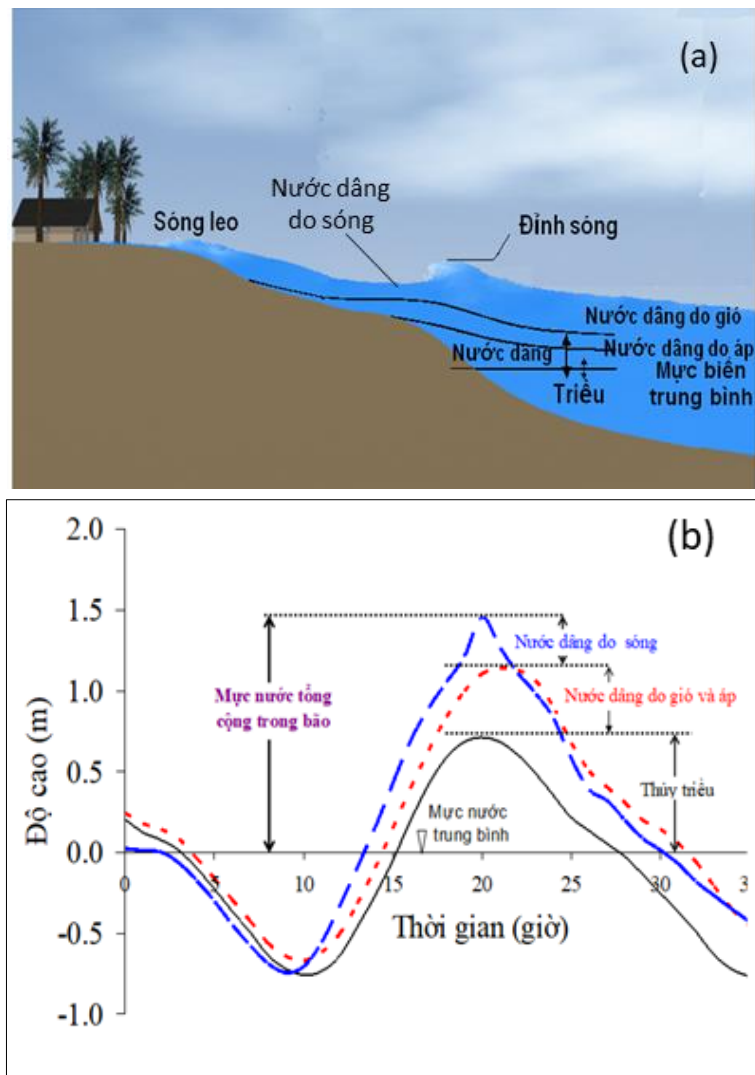 (a)
Nước dâng
do sóng
Sóng leo
Đỉnh sóng
Nước dâng do gió
Nước dâng
Nước dâng do áp
Mực biển
trung bình
Triều
(b)
2.0
1.5
1.0
0.5
0.0
-0.5
-1.0
Độ cao (m)
Mực nước tổng
cộng trong bão
Nước dâng do sóng
Nước dâng do gió và áp
Thủy triều
Mực nước
trung bình
0
5
10
15
20
25
30
3
Thời gian (giờ)